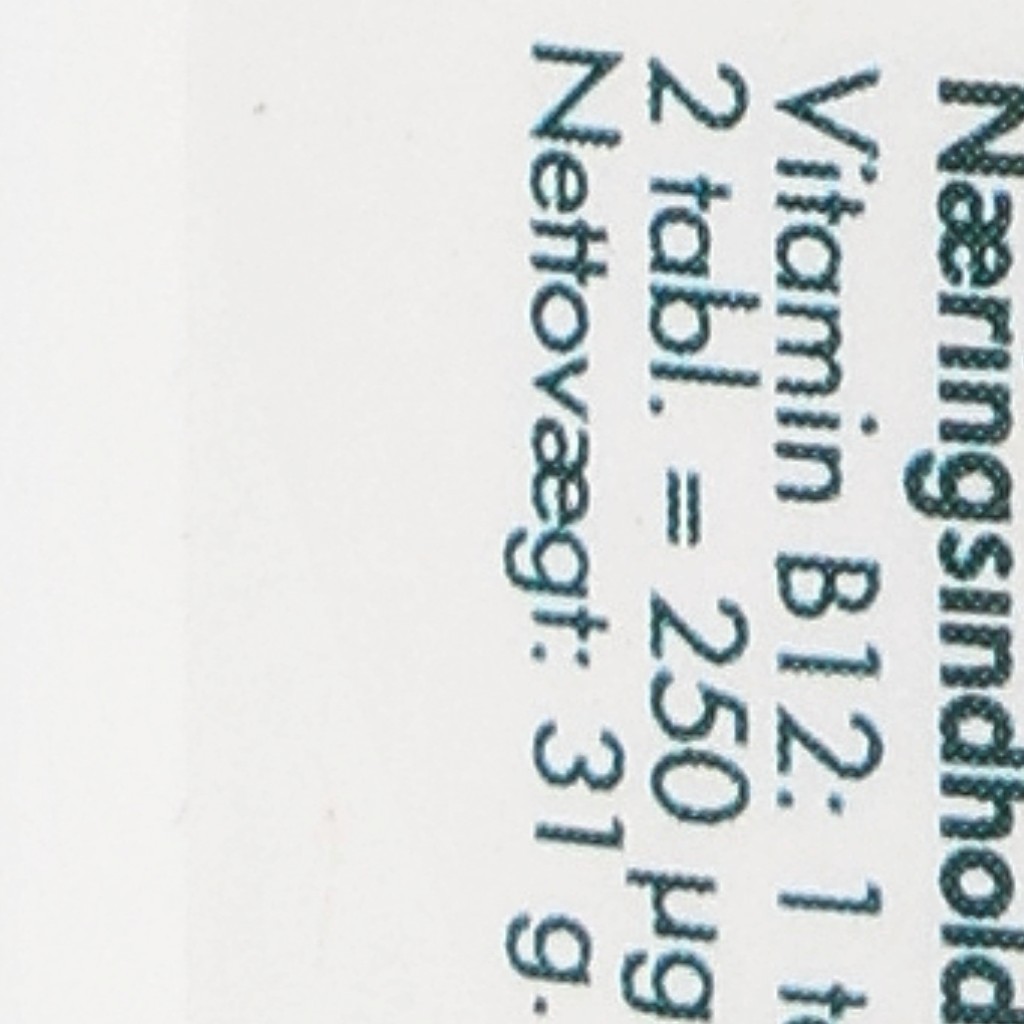 Næringsindhold
Vitamin B12: 1
2 tabl. = 250 µg
Nettovægt: 31 g.